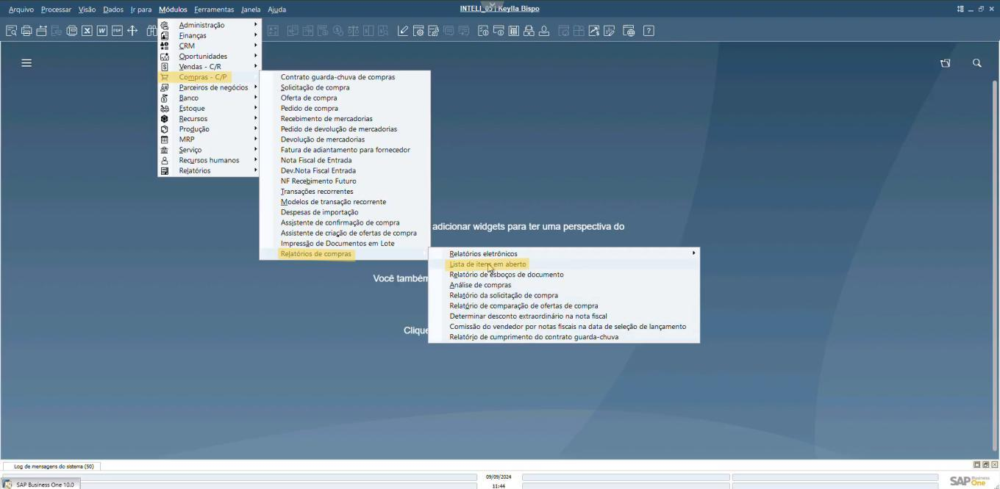 Arquivo Processar Visão Dados Ir para Módulos Ferramentas Janela Ajuda
INTELI_05 | Keylla Bispo
Administração
Finanças
CRM
Oportunidades
Vendas - C/R
Compras - C/P
Parceiros de negócios
Banco
Estoque
Recursos
Produção
MRP
Serviço
Recursos humanos
Relatórios
Contrato guarda-chuva de compras
Solicitação de compra
Oferta de compra
Pedido de compra
Recebimento de mercadorias
Pedido de devolução de mercadorias
Devolução de mercadorias
Fatura de adiantamento para fornecedor
Nota Fiscal de Entrada
Dev.Nota Fiscal Entrada
NF Recebimento Futuro
Transações recorrentes
Modelos de transação recorrente
Despesas de importação
Assistente de confirmação de compra
Assistente de criação de ofertas de compra
Impressão de Documentos em Lote
Relatórios de compras
Relatórios eletrônicos
Lista de itens em aberto
Relatório de esboços de documento
Análise de compras
Relatório da solicitação de compra
Relatório de comparação de ofertas de compra
Determinar desconto extraordinário na nota fiscal
Comissão do vendedor por notas fiscais na data de seleção de lançamento
Relatório de cumprimento do contrato guarda-chuva
adicionar widgets para ter uma perspectiva do
Você também
Clique
Log de mensagens do sistema (50)
09/09/2024
11:44
SAP Business One 10.0
SAP Business One